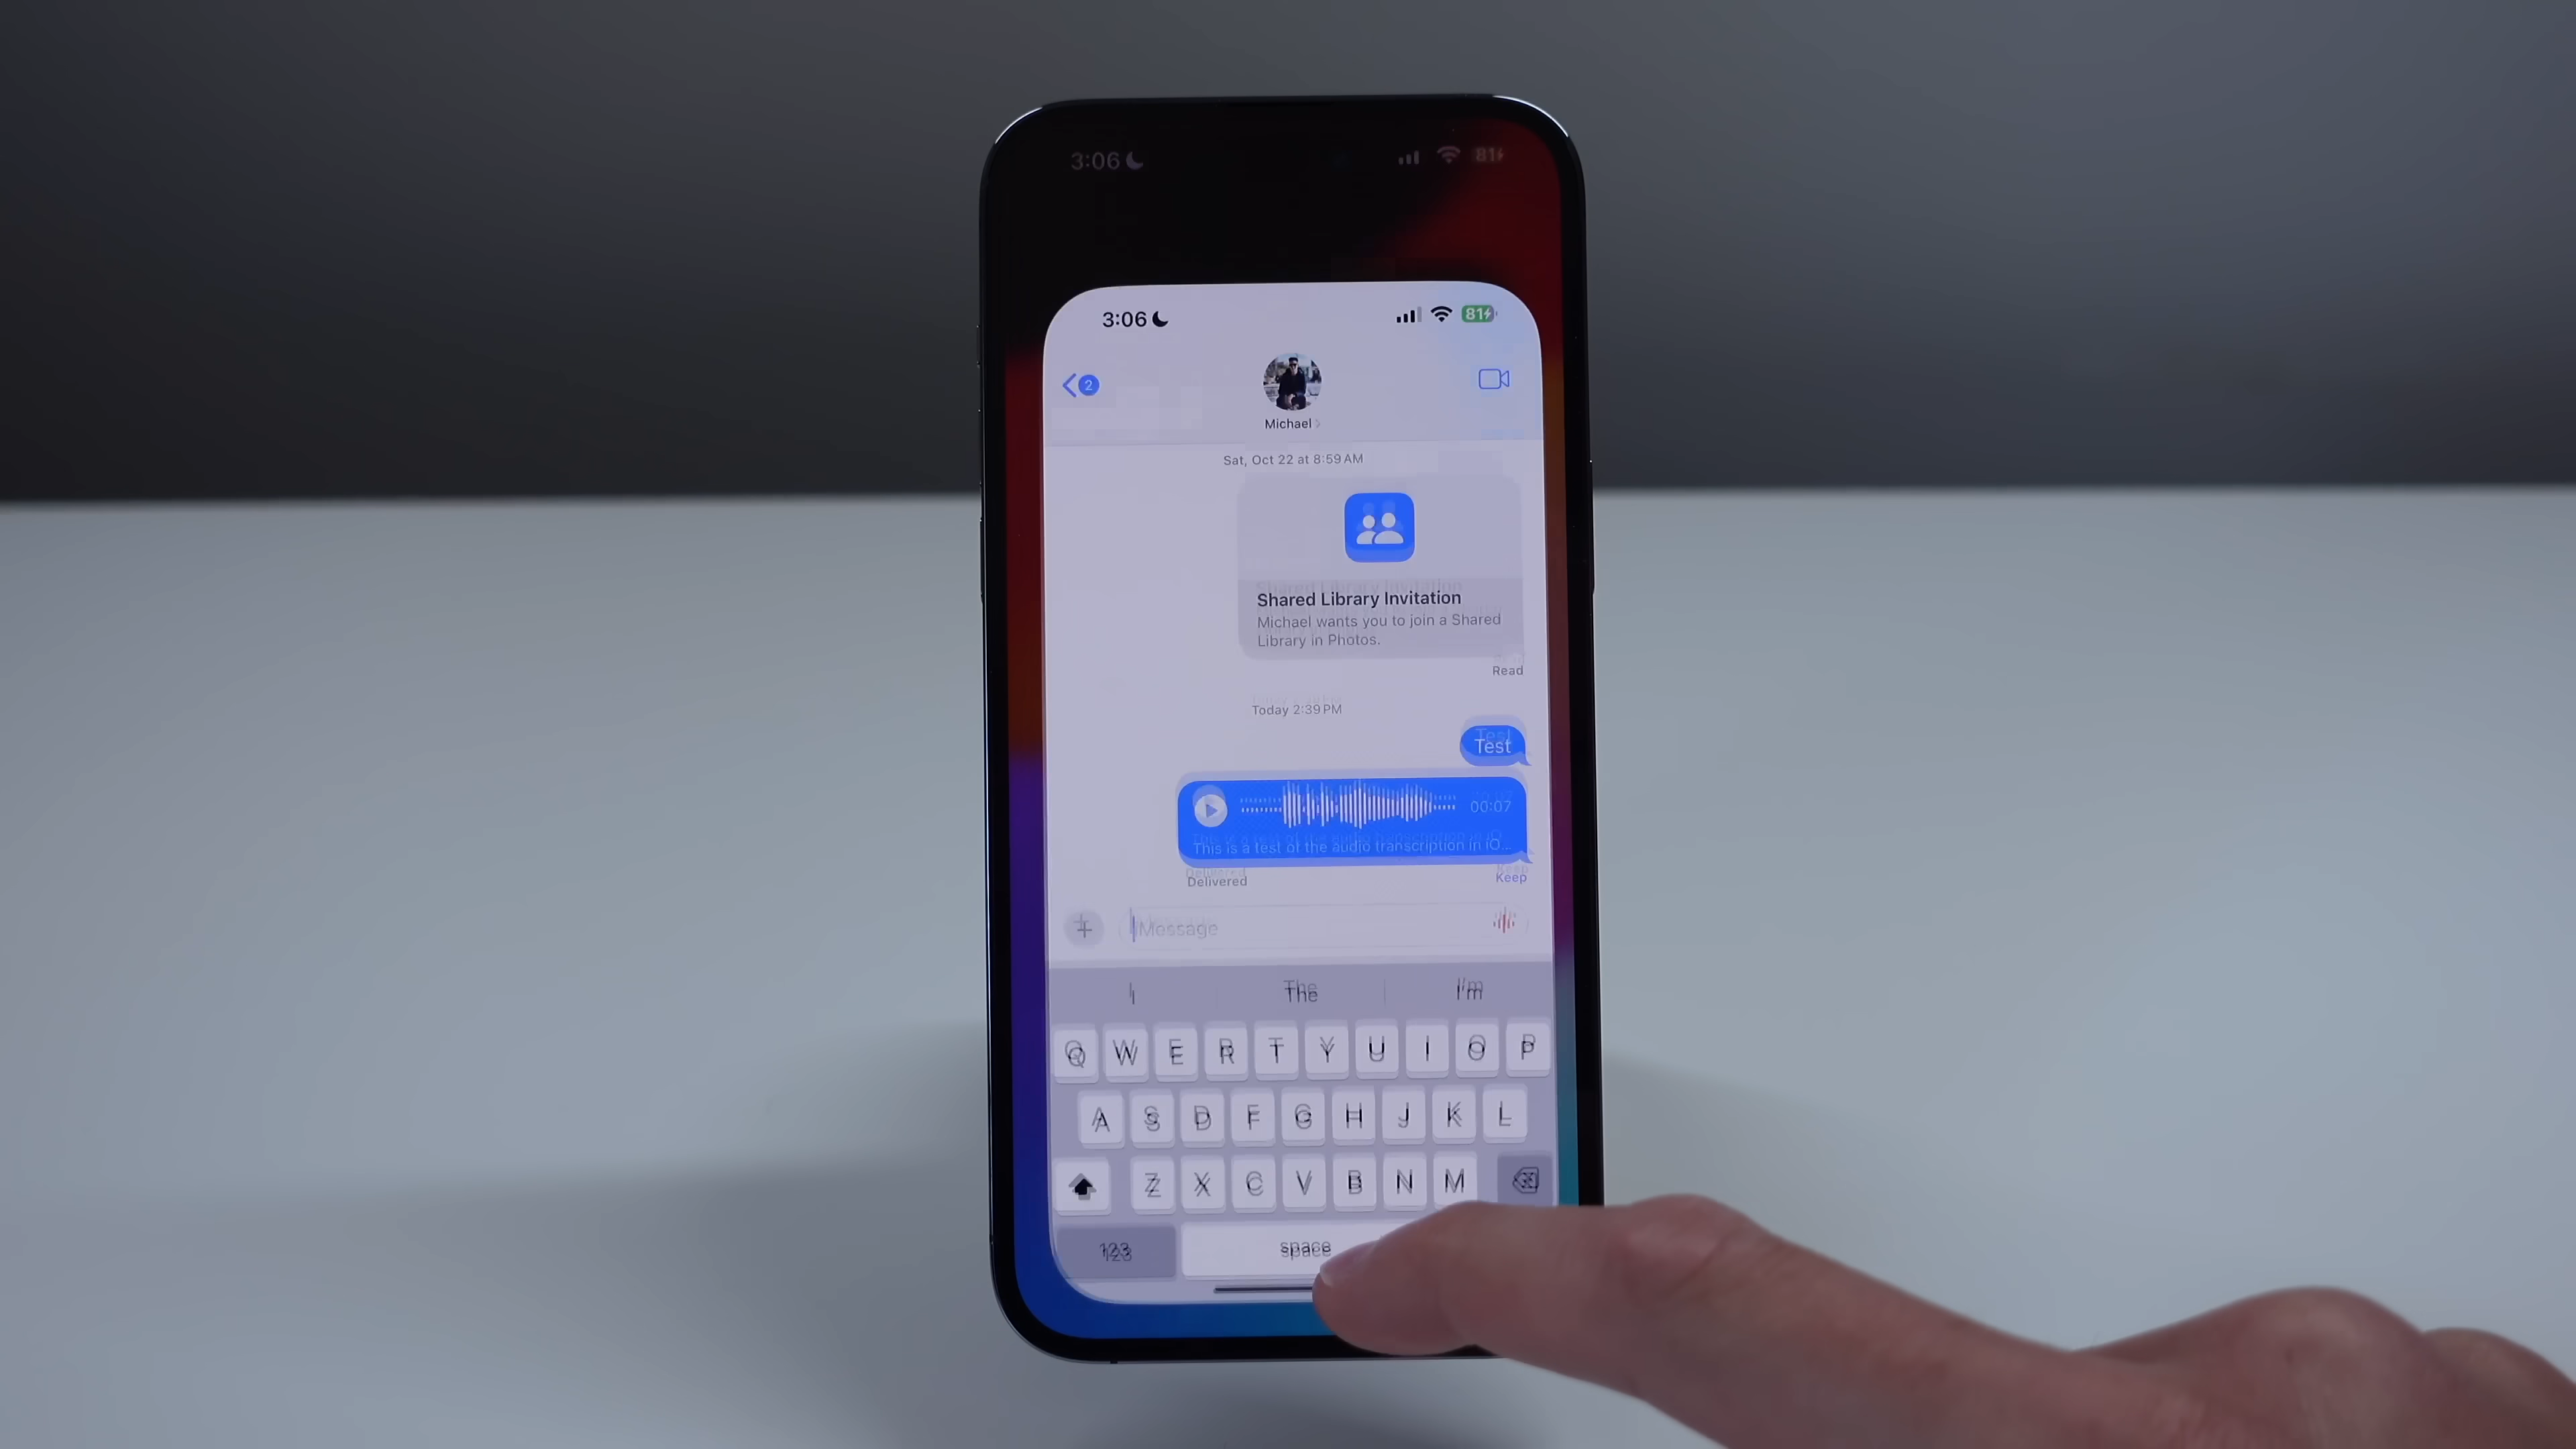 3:06
81
3:06
81
2
Michael
Sat, Oct 22 at 8:59 AM
Shared Library Invitation
Michael wants you to join a Shared
Library in Photos.
Read
Today 2:39 PM
Test
00:07
This is a test of the audio transcription in iO...
Delivered
Keep
Message
I
The
I'm
Q W E R T Y U I O P
A S D F G H J K L
Z X C V B N M
123
space